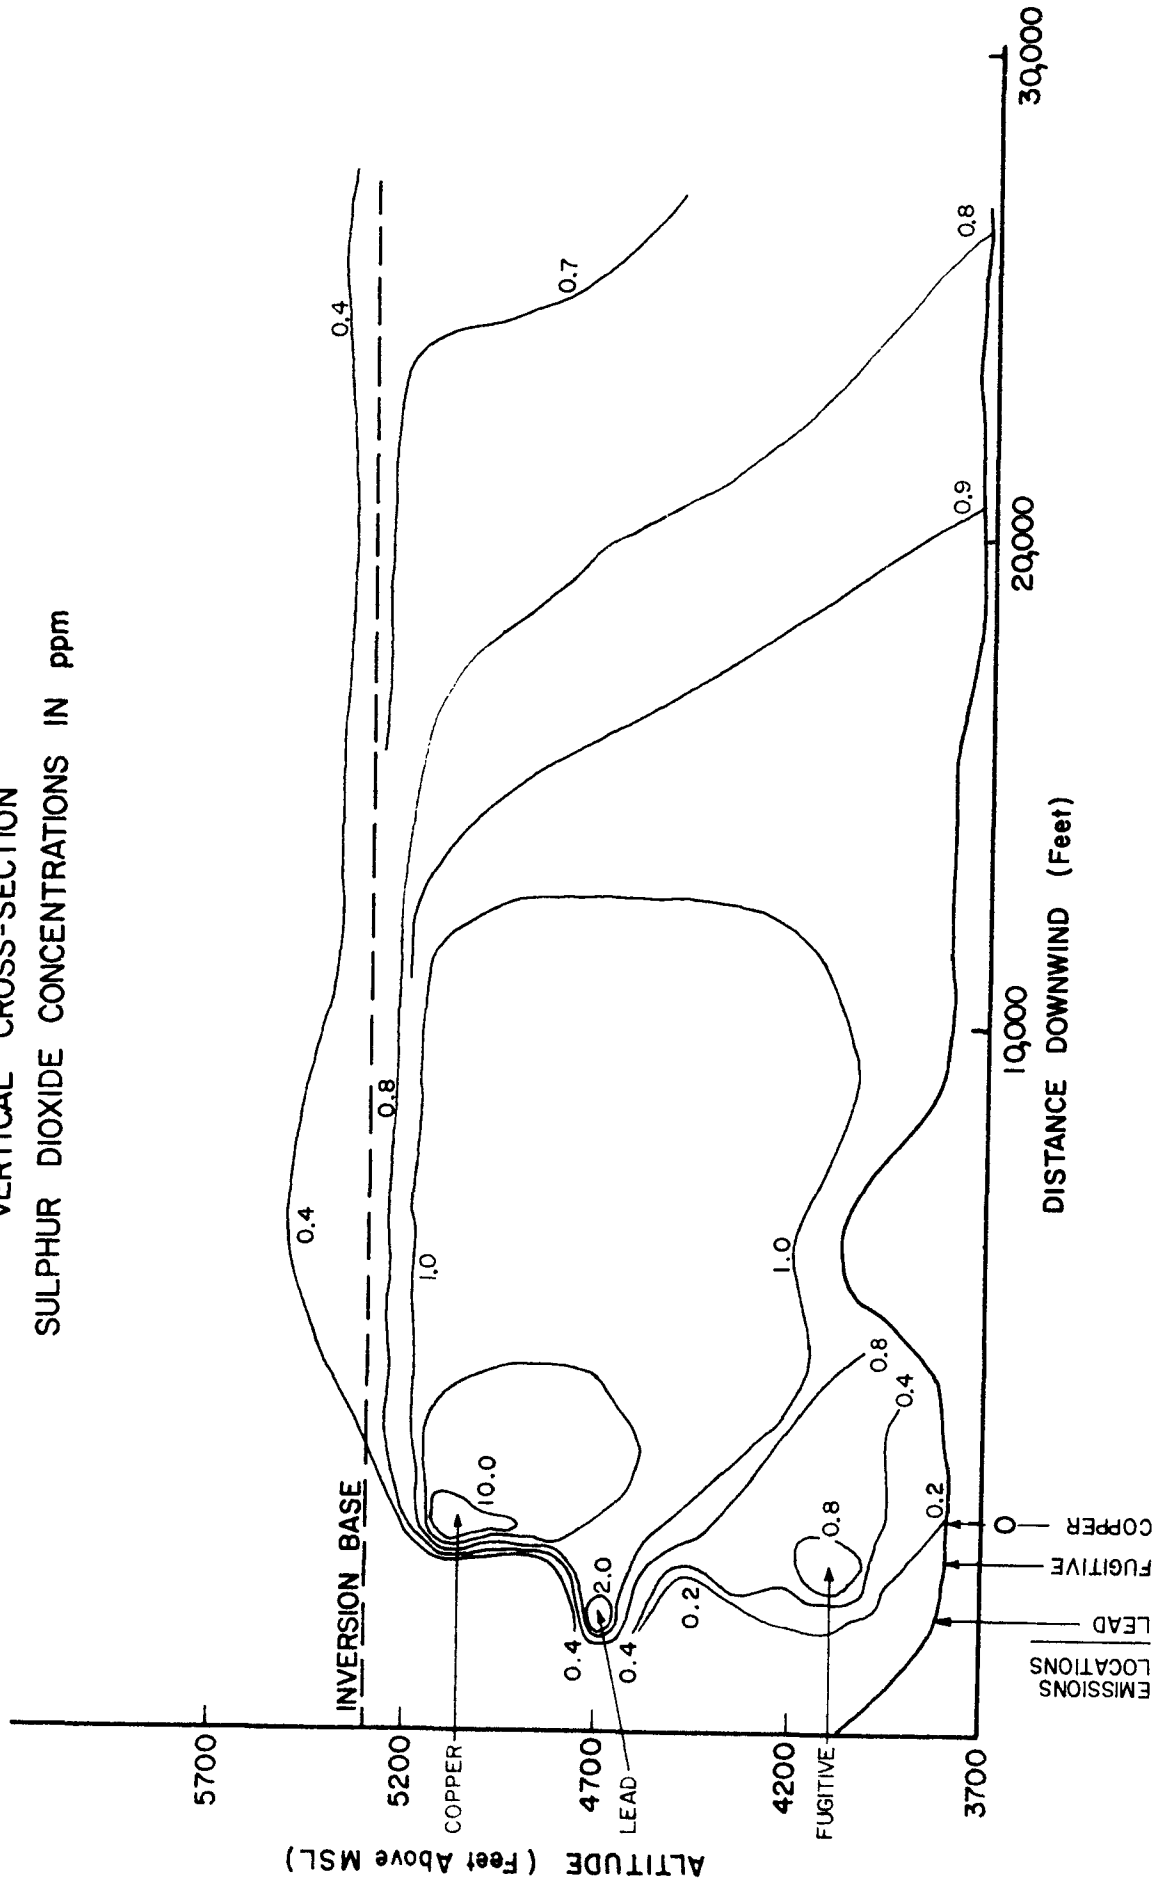 VERTICAL CROSS-SECTION
SULPHUR DIOXIDE CONCENTRATIONS IN ppm
ALTITUDE (Feet Above MSL)
5700
5200
4700
4200
3700
COPPER
LEAD
FUGITIVE
INVERSION BASE
0.4
0.4
0.8
1.0
10.0
2.0
0.4
0.4
0.2
0.8
0.2
0.4
0.8
1.0
0.7
0.8
0.9
EMISSIONS
LOCATIONS
LEAD
FUGITIVE
COPPER
0
10,000
20,000
30,000
DISTANCE DOWNWIND (Feet)